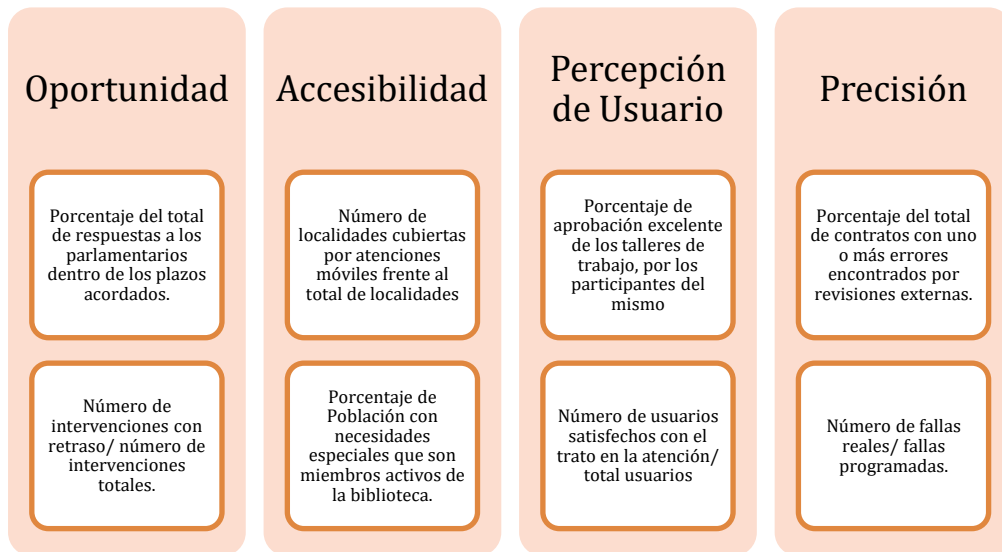 Oportunidad
Porcentaje del total
de respuestas a los
parlamentarios
dentro de los plazos
acordados.
Número de
intervenciones con
retraso/ número de
intervenciones
totales.
Accesibilidad
Número de
localidades cubiertas
por atenciones
móviles frente al
total de localidades
Porcentaje de
Población con
necesidades
especiales que son
miembros activos de
la biblioteca.
Percepción
de Usuario
Porcentaje de
aprobación excelente
de los talleres de
trabajo, por los
participantes del
mismo
Número de usuarios
satisfechos con el
trato en la atención/
total usuarios
Precisión
Porcentaje del total
de contratos con uno
o más errores
encontrados por
revisiones externas.
Número de fallas
reales/ fallas
programadas.